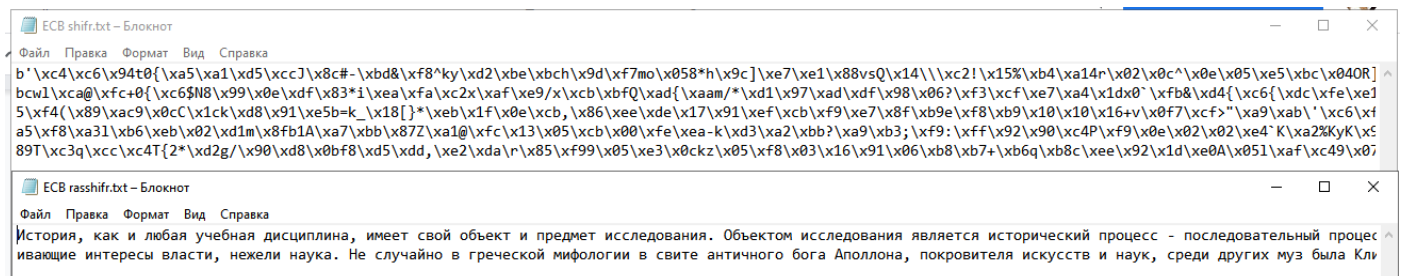 ECB shifr.txt – Блокнот
Файл Правка Формат Вид Справка
b'\xc4\xc6\x94t0{\xa5\xa1\xd5\xccJ\x8c#-\xbd&\xf8^ky\xd2\xbe\xbch\x9d\xf7mo\x058*h\x9c]\xe7\xe1\x88vsQ\x14\\\xc2!\x15%\xb4\xa14r\x02\x0c^\x0e\x05\xe5\xbc\x04OR]
bcwl\xca@\xfc+0{\xc6$N8\x99\x0e\xdf\x83*i\xea\xfa\xc2x\xaf\xe9/x\xcb\xbfQ\xad{\xaam/*\xd1\x97\xad\xdf\x98\x06?\xf3\xcf\xe7\xa4\x1dx0`\xfb&\xd4{\xc6{\xdc\xfe\xe1
5\xf4(\x89\xac9\x0cC\x1ck\xd8\x91\xe5b=k_\x18[}*\xeb\x1f\x0e\xcb,\x86\xee\xde\x17\x91\xef\xcb\xf9\xe7\x8f\xb9e\xf8\xb9\x10\x10\x16+v\x0f7\xcf>"\xa9\xab\'\xc6\xf
a5\xf8\xa3l\xb6\xeb\x02\xd1m\x8fb1A\xa7\xbb\x87Z\xa1@\xfc\x13\x05\xcb\x00\xfe\xea-k\xd3\xa2\xbb?\xa9\xb3;\xf9:\xff\x92\x90\xc4P\xf9\x0e\x02\x02\xe4`K\xa2%KyK\x9
89T\xc3q\xcc\xc4T{2*\xd2g/\x90\xd8\x0bf8\xd5\xdd,\xe2\xda\r\x85\xf99\x05\xe3\x0ckz\x05\xf8\x03\x16\x91\x06\xb8\xb7+\xb6q\xb8c\xee\x92\x1d\xe0A\x05l\xaf\xc49\x07
ECB rasshifr.txt – Блокнот
Файл Правка Формат Вид Справка
История, как и любая учебная дисциплина, имеет свой объект и предмет исследования. Объектом исследования является исторический процесс - последовательный процес
ивающие интересы власти, нежели наука. Не случайно в греческой мифологии в свите античного бога Аполлона, покровителя искусств и наук, среди других муз была Кли